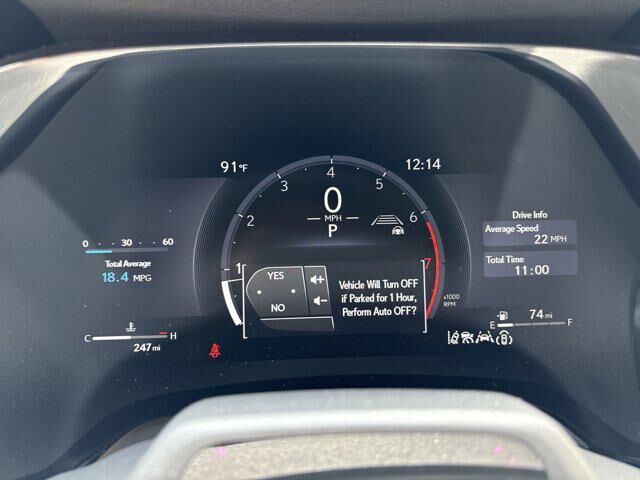 91°F
12:14
1 2 3 4 5 6 7
x1000
RPM
0
MPH
P
0 30 60
Total Average
18.4 MPG
Drive Info
Average Speed
22 MPH
Total Time
11:00
YES
NO
+
-
Vehicle Will Turn OFF
if Parked for 1 Hour,
Perform Auto OFF?
C H
247 mi
74 mi
E F